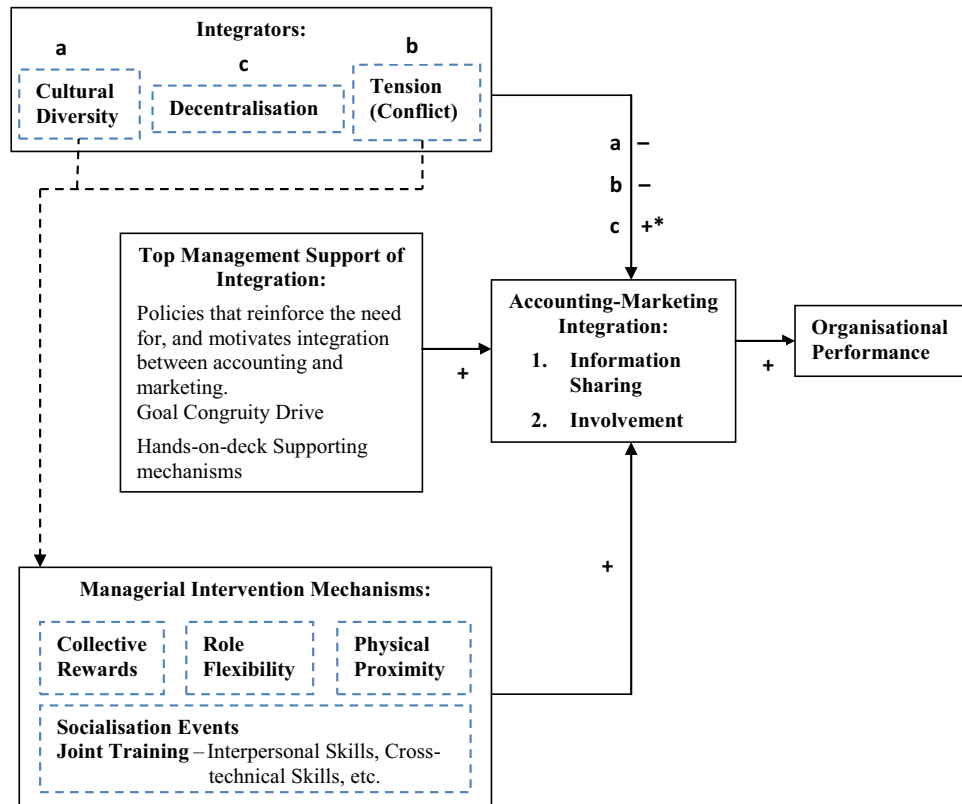 Integrators:
a
b
c
Cultural
Diversity
Decentralisation
Tension
(Conflict)
a –
b –
c +*
Top Management Support of
Integration:
Policies that reinforce the need
for, and motivates integration
between accounting and
marketing.
Goal Congruity Drive
Hands-on-deck Supporting
mechanisms
+
Accounting-Marketing
Integration:
1. Information
Sharing
2. Involvement
+
Organisational
Performance
+
Managerial Intervention Mechanisms:
Collective
Rewards
Role
Flexibility
Physical
Proximity
Socialisation Events
Joint Training – Interpersonal Skills, Cross-
technical Skills, etc.